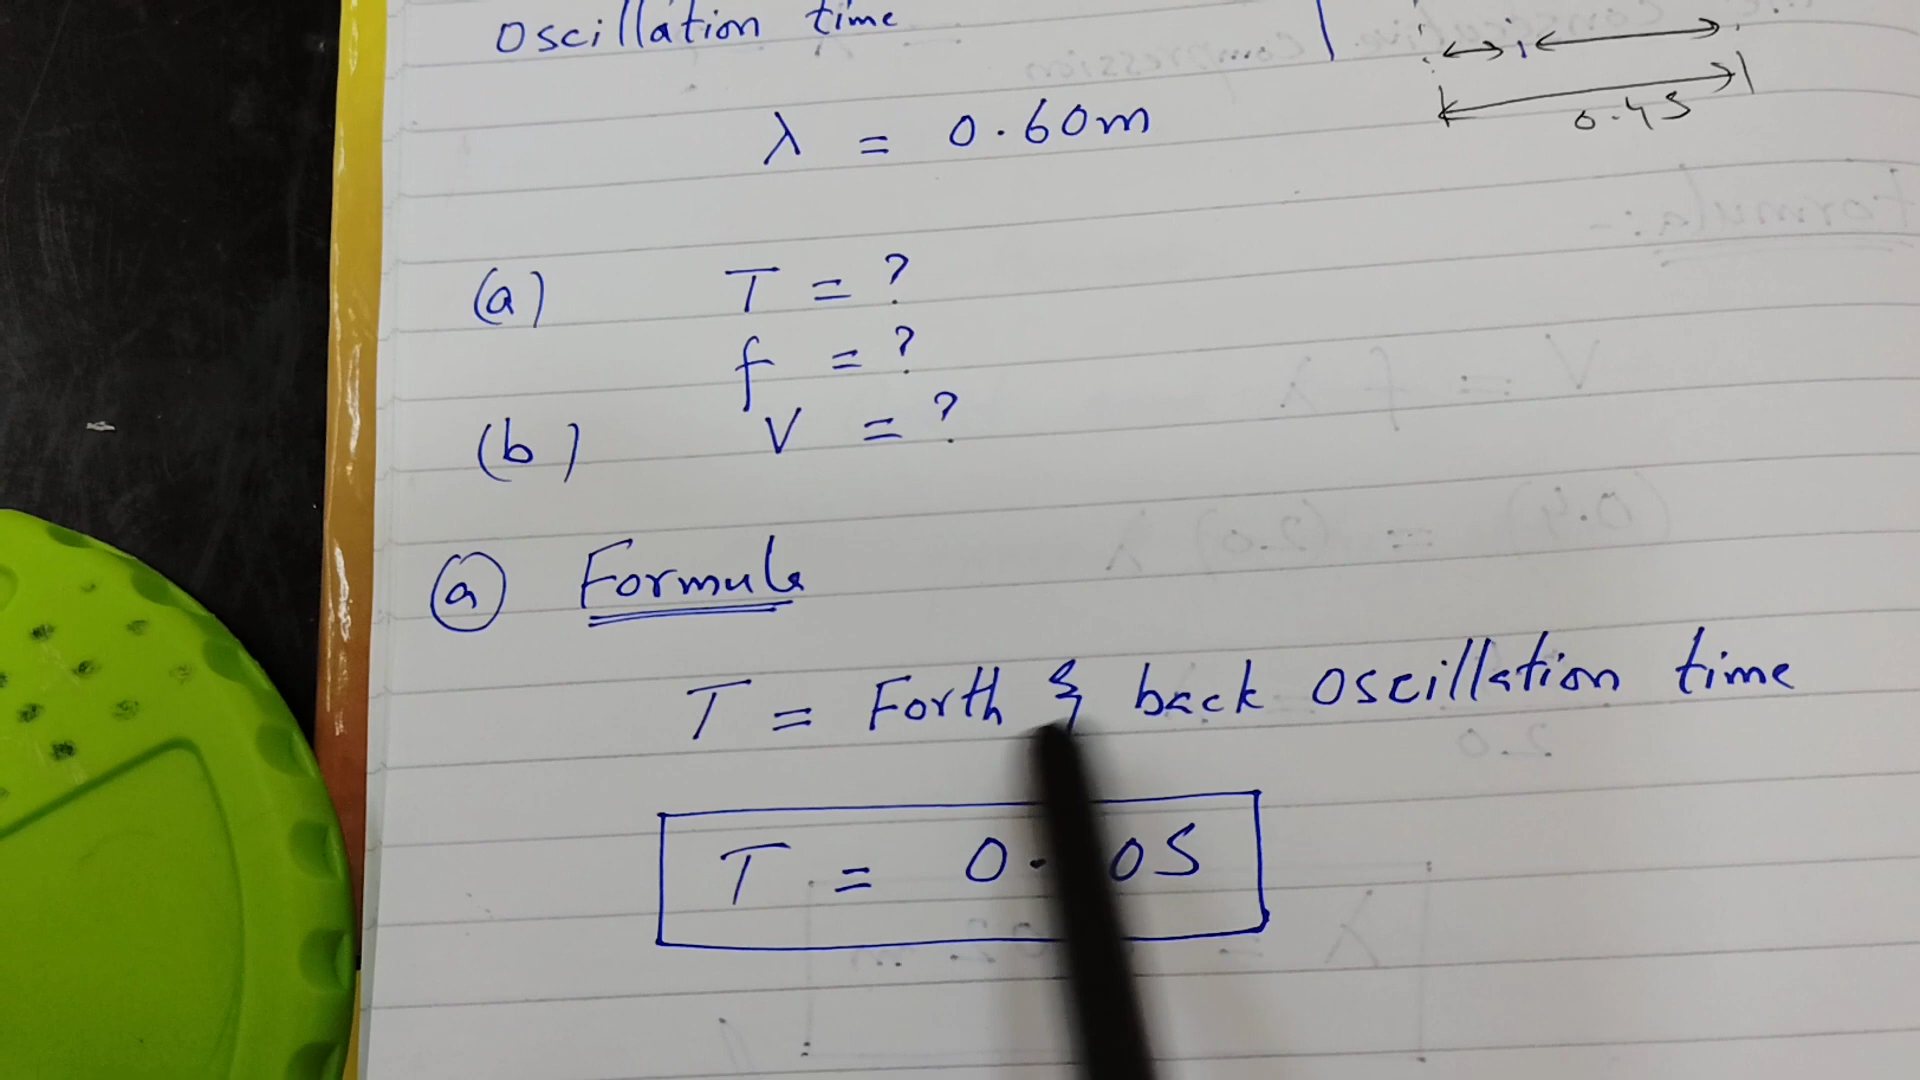 Oscillation time
0.4S
λ = 0.60m
(a) T = ?
f = ?
(b) V = ?
(a) Formula
T = Forth & back Oscillation time
T = 0. 0S